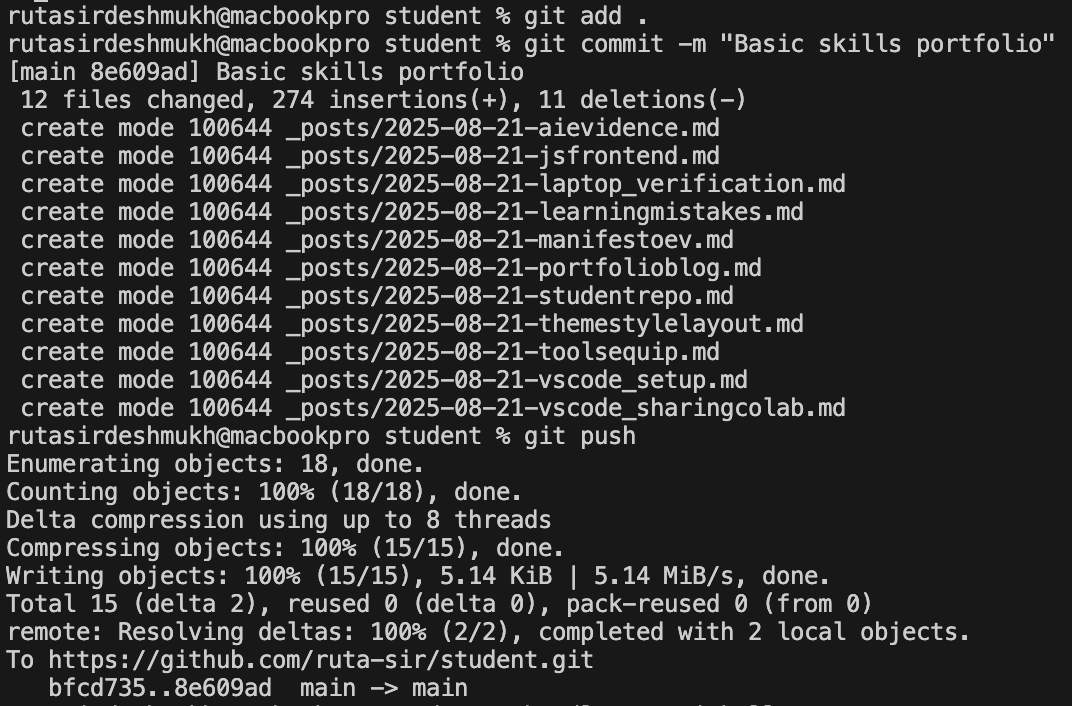 rutasirdeshmukh@macbookpro student % git add .
rutasirdeshmukh@macbookpro student % git commit -m "Basic skills portfolio"
[main 8e609ad] Basic skills portfolio
 12 files changed, 274 insertions(+), 11 deletions(-)
 create mode 100644 _posts/2025-08-21-aievidence.md
 create mode 100644 _posts/2025-08-21-jsfrontend.md
 create mode 100644 _posts/2025-08-21-laptop_verification.md
 create mode 100644 _posts/2025-08-21-learningmistakes.md
 create mode 100644 _posts/2025-08-21-manifestoev.md
 create mode 100644 _posts/2025-08-21-portfolioblog.md
 create mode 100644 _posts/2025-08-21-studentrepo.md
 create mode 100644 _posts/2025-08-21-themestylelayout.md
 create mode 100644 _posts/2025-08-21-toolsequip.md
 create mode 100644 _posts/2025-08-21-vscode_setup.md
 create mode 100644 _posts/2025-08-21-vscode_sharingcolab.md
rutasirdeshmukh@macbookpro student % git push
Enumerating objects: 18, done.
Counting objects: 100% (18/18), done.
Delta compression using up to 8 threads
Compressing objects: 100% (15/15), done.
Writing objects: 100% (15/15), 5.14 KiB | 5.14 MiB/s, done.
Total 15 (delta 2), reused 0 (delta 0), pack-reused 0 (from 0)
remote: Resolving deltas: 100% (2/2), completed with 2 local objects.
To https://github.com/ruta-sir/student.git
   bfcd735..8e609ad  main -> main